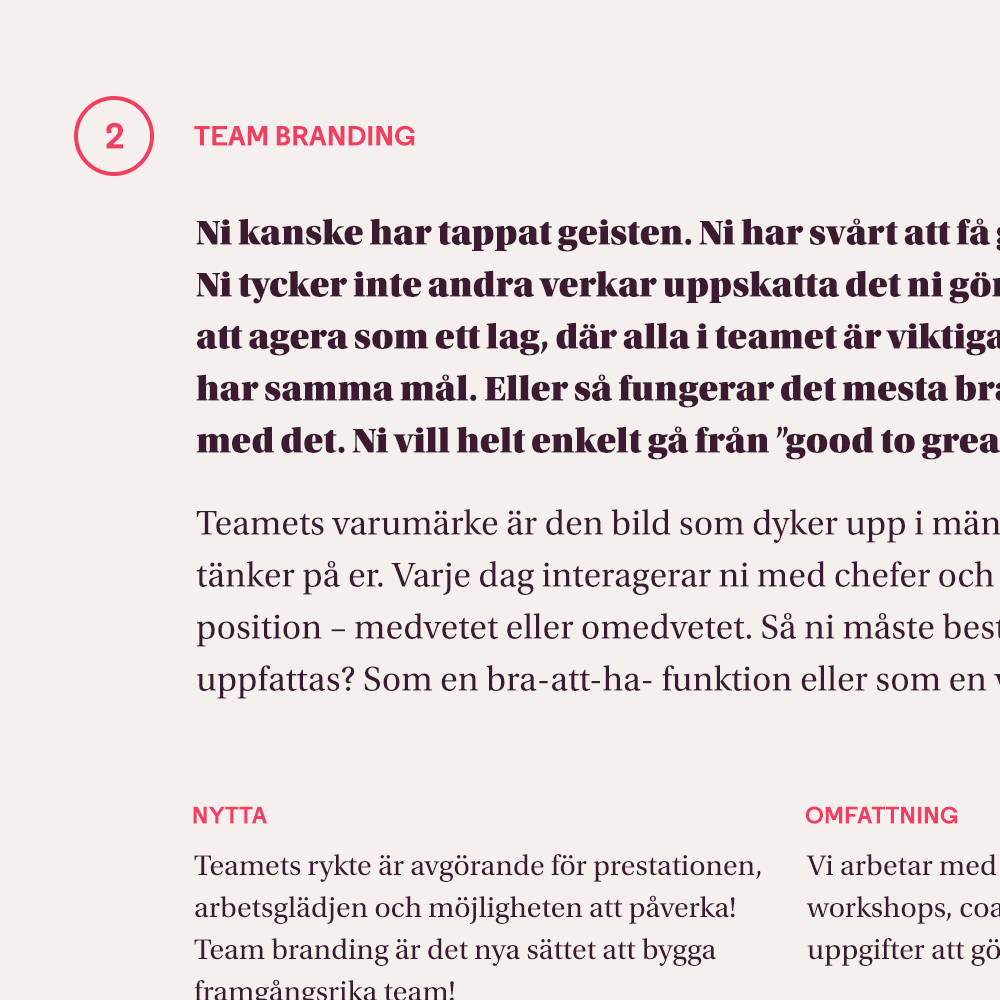 2
TEAM BRANDING
Ni kanske har tappat geisten. Ni har svårt att få
Ni tycker inte andra verkar uppskatta det ni gör
att agera som ett lag, där alla i teamet är viktiga
har samma mål. Eller så fungerar det mesta bra
med det. Ni vill helt enkelt gå från ”good to grea
Teamets varumärke är den bild som dyker upp i män
tänker på er. Varje dag interagerar ni med chefer och
position – medvetet eller omedvetet. Så ni måste best
uppfattas? Som en bra-att-ha- funktion eller som en
NYTTA
Teamets rykte är avgörande för prestationen,
arbetsglädjen och möjligheten att påverka!
Team branding är det nya sättet att bygga
framgångsrika team!
OMFATTNING
Vi arbetar med
workshops, coa
uppgifter att gö